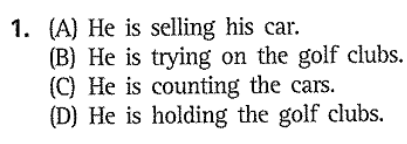 1. (A) He is selling his car.
(B) He is trying on the golf clubs.
(C) He is counting the cars.
(D) He is holding the golf clubs.